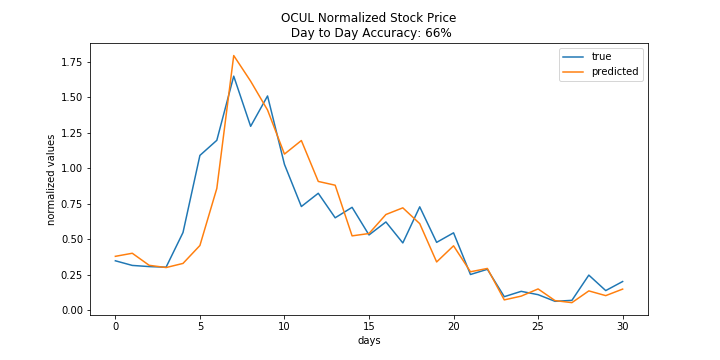 OCUL Normalized Stock Price
Day to Day Accuracy: 66%
true
predicted
normalized values
1.75
1.50
1.25
1.00
0.75
0.50
0.25
0.00
0 5 10 15 20 25 30
days